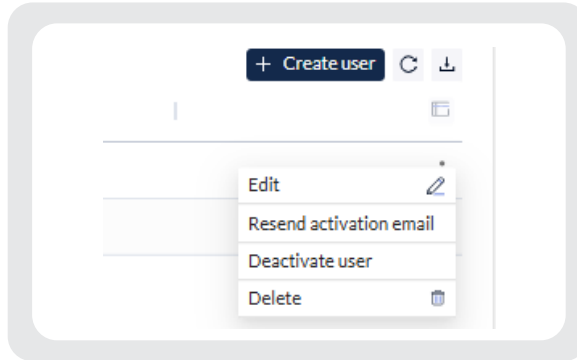 + Create user
Edit
Resend activation email
Deactivate user
Delete